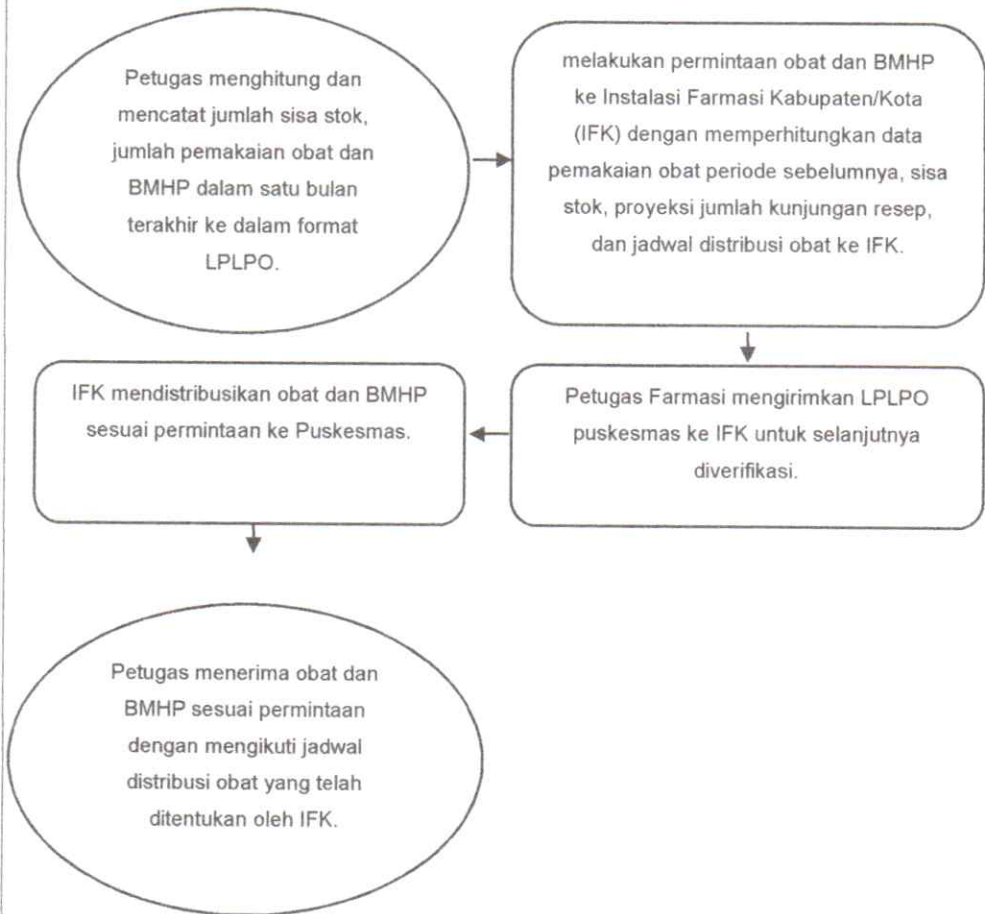 Petugas menghitung dan
mencatat jumlah sisa stok,
jumlah pemakaian obat dan
BMHP dalam satu bulan
terakhir ke dalam format
LPLPO.
melakukan permintaan obat dan BMHP
ke Instalasi Farmasi Kabupaten/Kota
(IFK) dengan memperhitungkan data
pemakaian obat periode sebelumnya, sisa
stok, proyeksi jumlah kunjungan resep,
dan jadwal distribusi obat ke IFK.
Petugas Farmasi mengirimkan LPLPO
puskesmas ke IFK untuk selanjutnya
diverifikasi.
IFK mendistribusikan obat dan BMHP
sesuai permintaan ke Puskesmas.
Petugas menerima obat dan
BMHP sesuai permintaan
dengan mengikuti jadwal
distribusi obat yang telah
ditentukan oleh IFK.